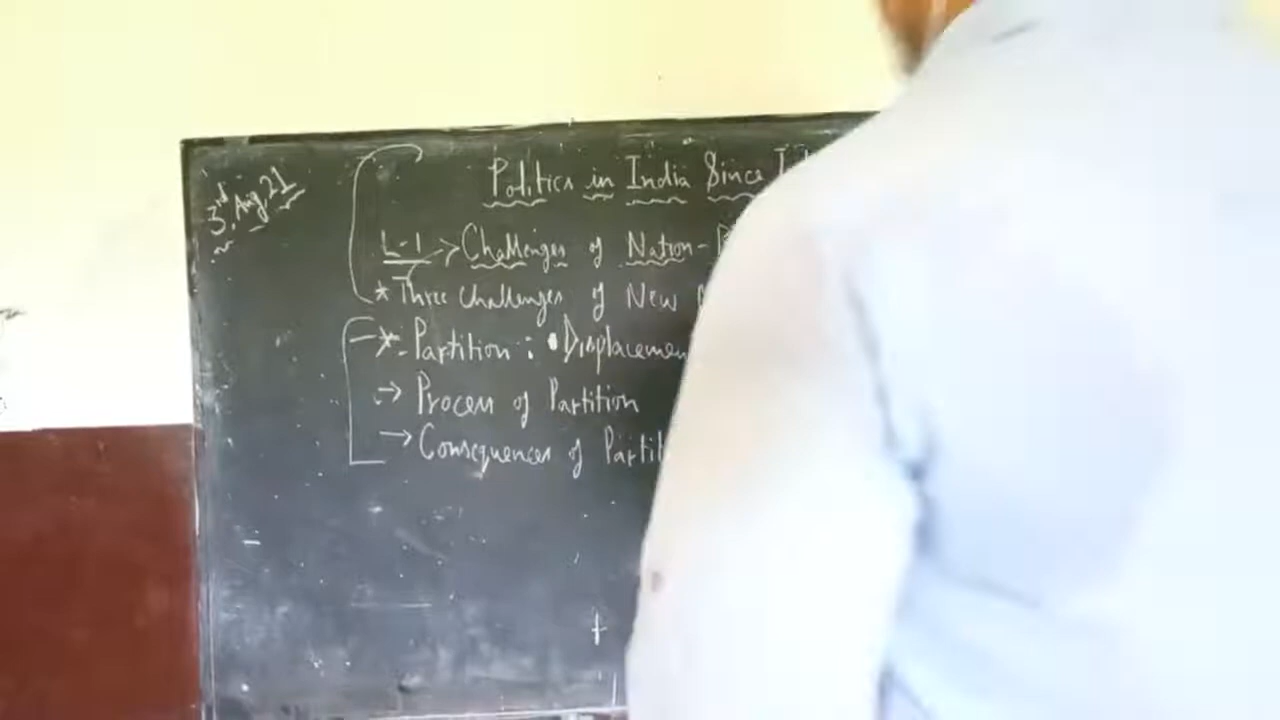 3rd Aug, 21
Politics in India Since
L-1 → Challenges of Nation-
* Three Challenges of New
→*. Partition : • Displacemen
.→ Process of Partition
→ Consequences of Partit